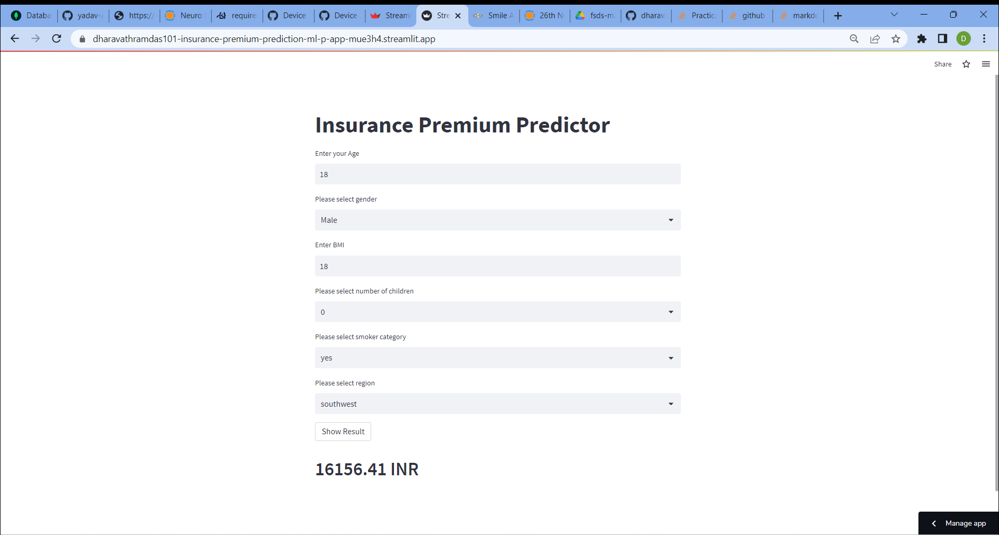 Databa yadav-a https:/ Neuro require Device Device Stream Stre Smile A 26th N fsds-m dharav Practic github markdo
dharavathramdas101-insurance-premium-prediction-ml-p-app-mue3h4.streamlit.app
D
Share
Insurance Premium Predictor
Enter your Age
18
Please select gender
Male
Enter BMI
18
Please select number of children
0
Please select smoker category
yes
Please select region
southwest
Show Result
16156.41 INR
Manage app